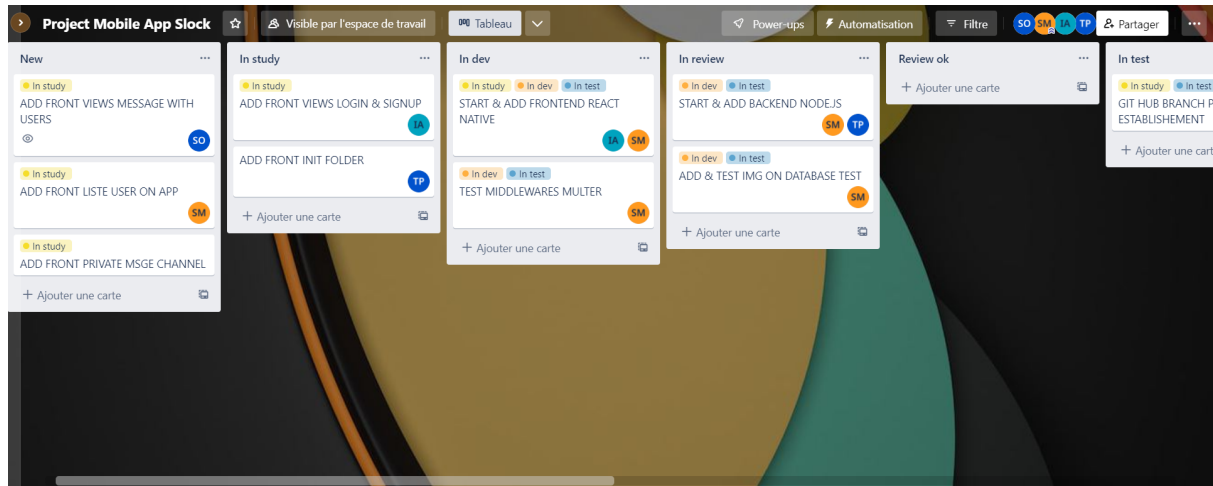 Project Mobile App Slock
Visible par l'espace de travail
Tableau
Power-ups
Automatisation
Filtre
SO SM IA TP
Partager
New
In study
ADD FRONT VIEWS MESSAGE WITH
USERS
SO
In study
ADD FRONT LISTE USER ON APP
SM
In study
ADD FRONT PRIVATE MSGE CHANNEL
+ Ajouter une carte
In study
In study
ADD FRONT VIEWS LOGIN & SIGNUP
IA
ADD FRONT INIT FOLDER
TP
+ Ajouter une carte
In dev
In study In dev In test
START & ADD FRONTEND REACT
NATIVE
IA SM
In dev In test
TEST MIDDLEWARES MULTER
SM
+ Ajouter une carte
In review
In dev In test
START & ADD BACKEND NODE.JS
SM TP
In dev In test
ADD & TEST IMG ON DATABASE TEST
SM
+ Ajouter une carte
Review ok
+ Ajouter une carte
In test
In study In test
GIT HUB BRANCH P
ESTABLISHEMENT
+ Ajouter une cart